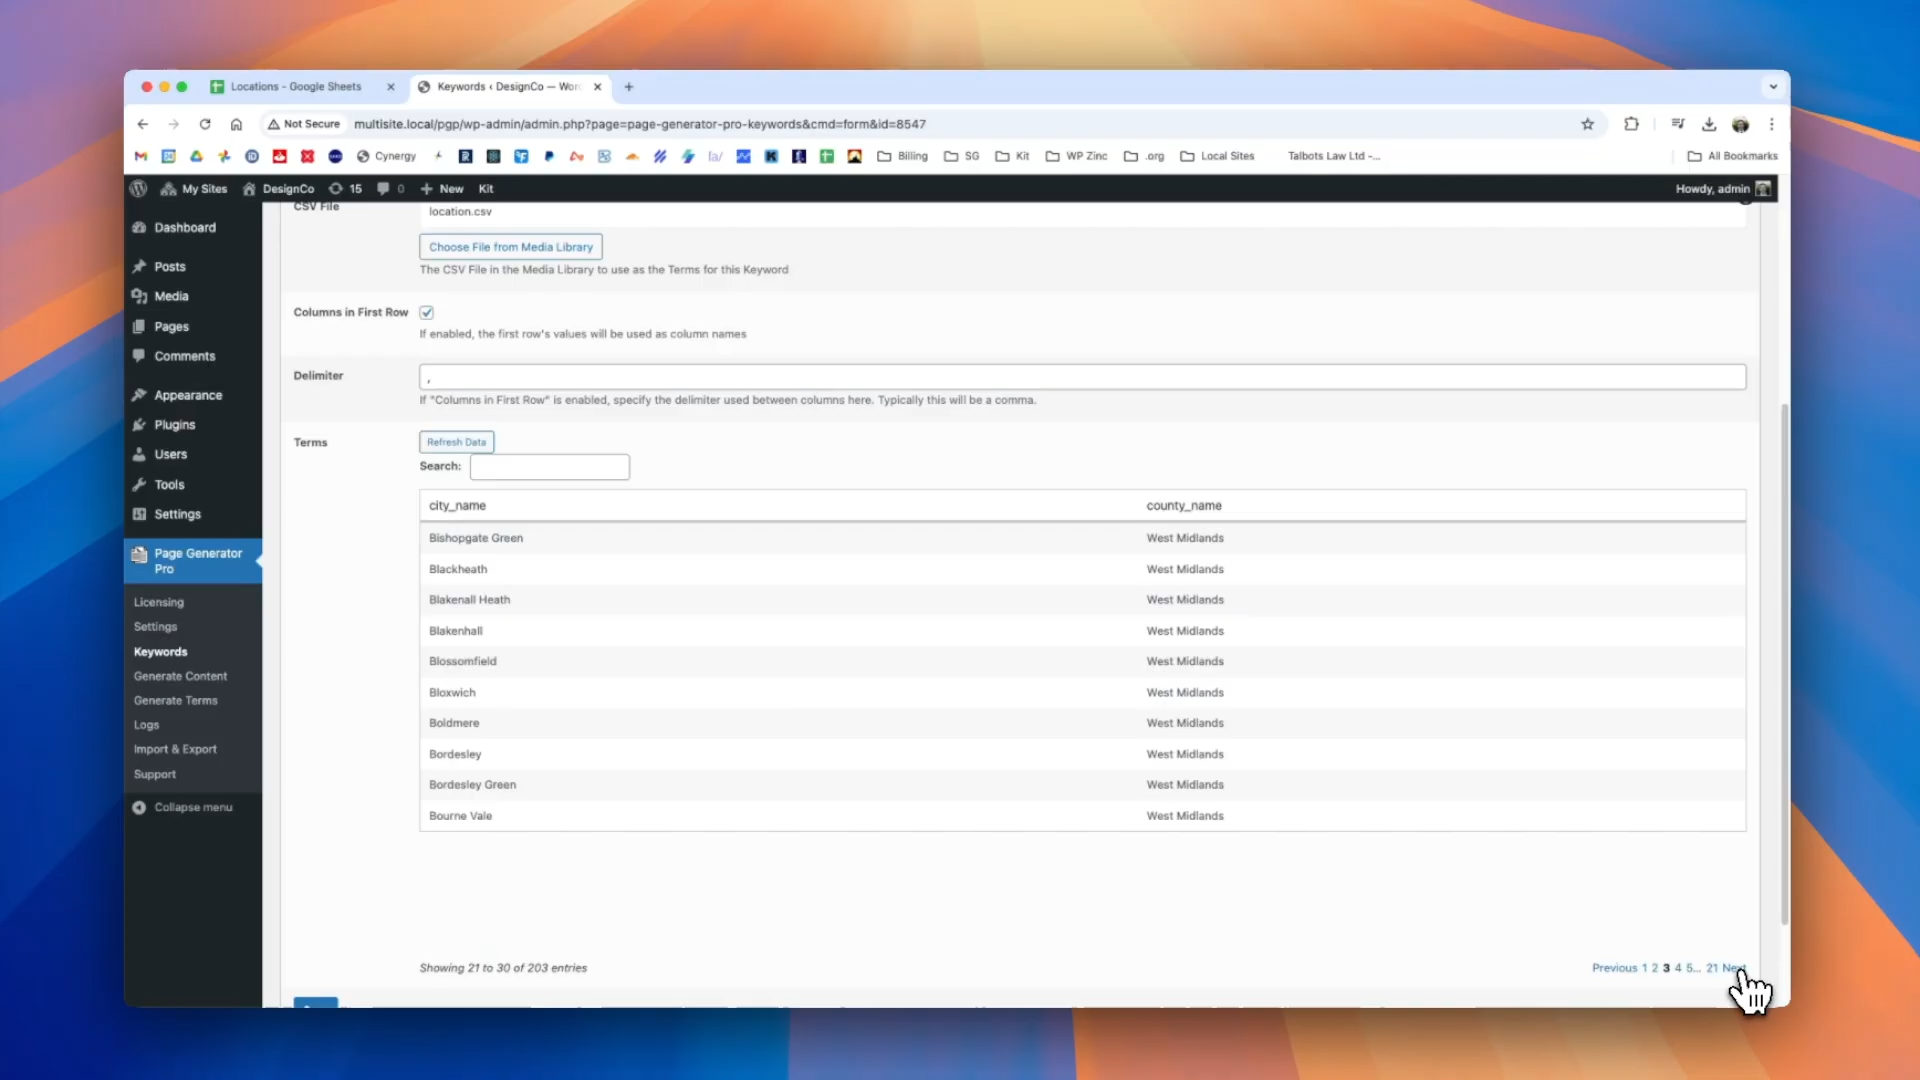 Locations - Google Sheets
Keywords ‹ DesignCo — Wor
Not Secure
multisite.local/pgp/wp-admin/admin.php?page=page-generator-pro-keywords&cmd=form&id=8547
Cynergy
Billing
SG
Kit
WP Zinc
.org
Local Sites
Talbots Law Ltd -...
All Bookmarks
My Sites
DesignCo
15
0
New
Kit
Howdy, admin
Dashboard
Posts
Media
Pages
Comments
Appearance
Plugins
Users
Tools
Settings
Page Generator
Pro
Licensing
Settings
Keywords
Generate Content
Generate Terms
Logs
Import & Export
Support
Collapse menu
CSV File
location.csv
Choose File from Media Library
The CSV File in the Media Library to use as the Terms for this Keyword
Columns in First Row
If enabled, the first row's values will be used as column names
Delimiter
,
If "Columns in First Row" is enabled, specify the delimiter used between columns here. Typically this will be a comma.
Terms
Refresh Data
Search:
city_name county_name
Bishopgate Green West Midlands
Blackheath West Midlands
Blakenall Heath West Midlands
Blakenhall West Midlands
Blossomfield West Midlands
Bloxwich West Midlands
Boldmere West Midlands
Bordesley West Midlands
Bordesley Green West Midlands
Bourne Vale West Midlands
Showing 21 to 30 of 203 entries
Previous 1 2 3 4 5... 21 Next